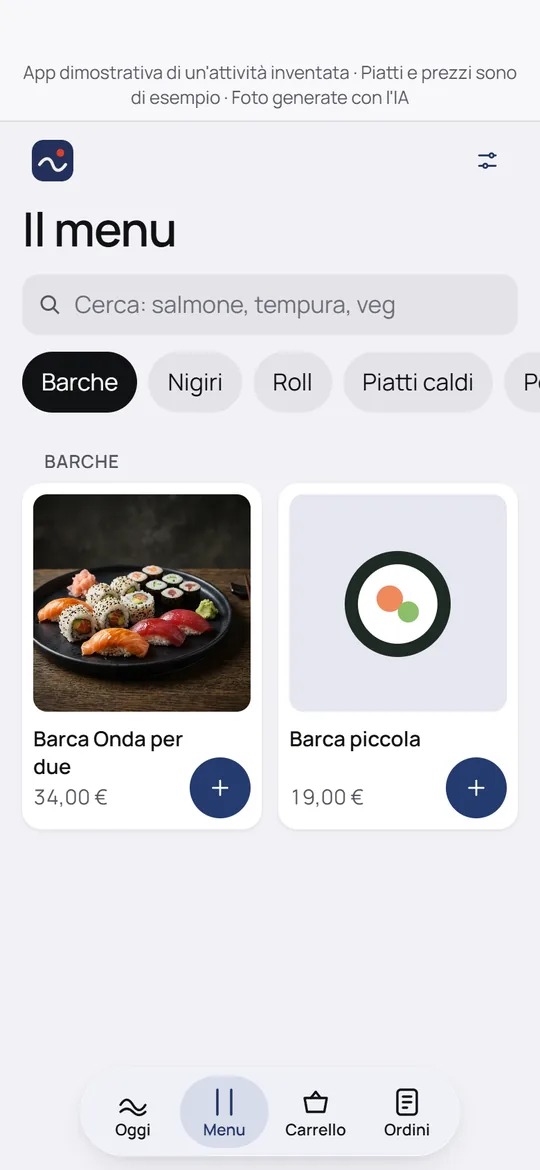 App dimostrativa di un'attività inventata · Piatti e prezzi sono
di esempio · Foto generate con l'IA
Il menu
Cerca: salmone, tempura, veg
Barche
Nigiri
Roll
Piatti caldi
BARCHE
Barca Onda per
due
34,00 €
Barca piccola
19,00 €
Oggi
Menu
Carrello
Ordini